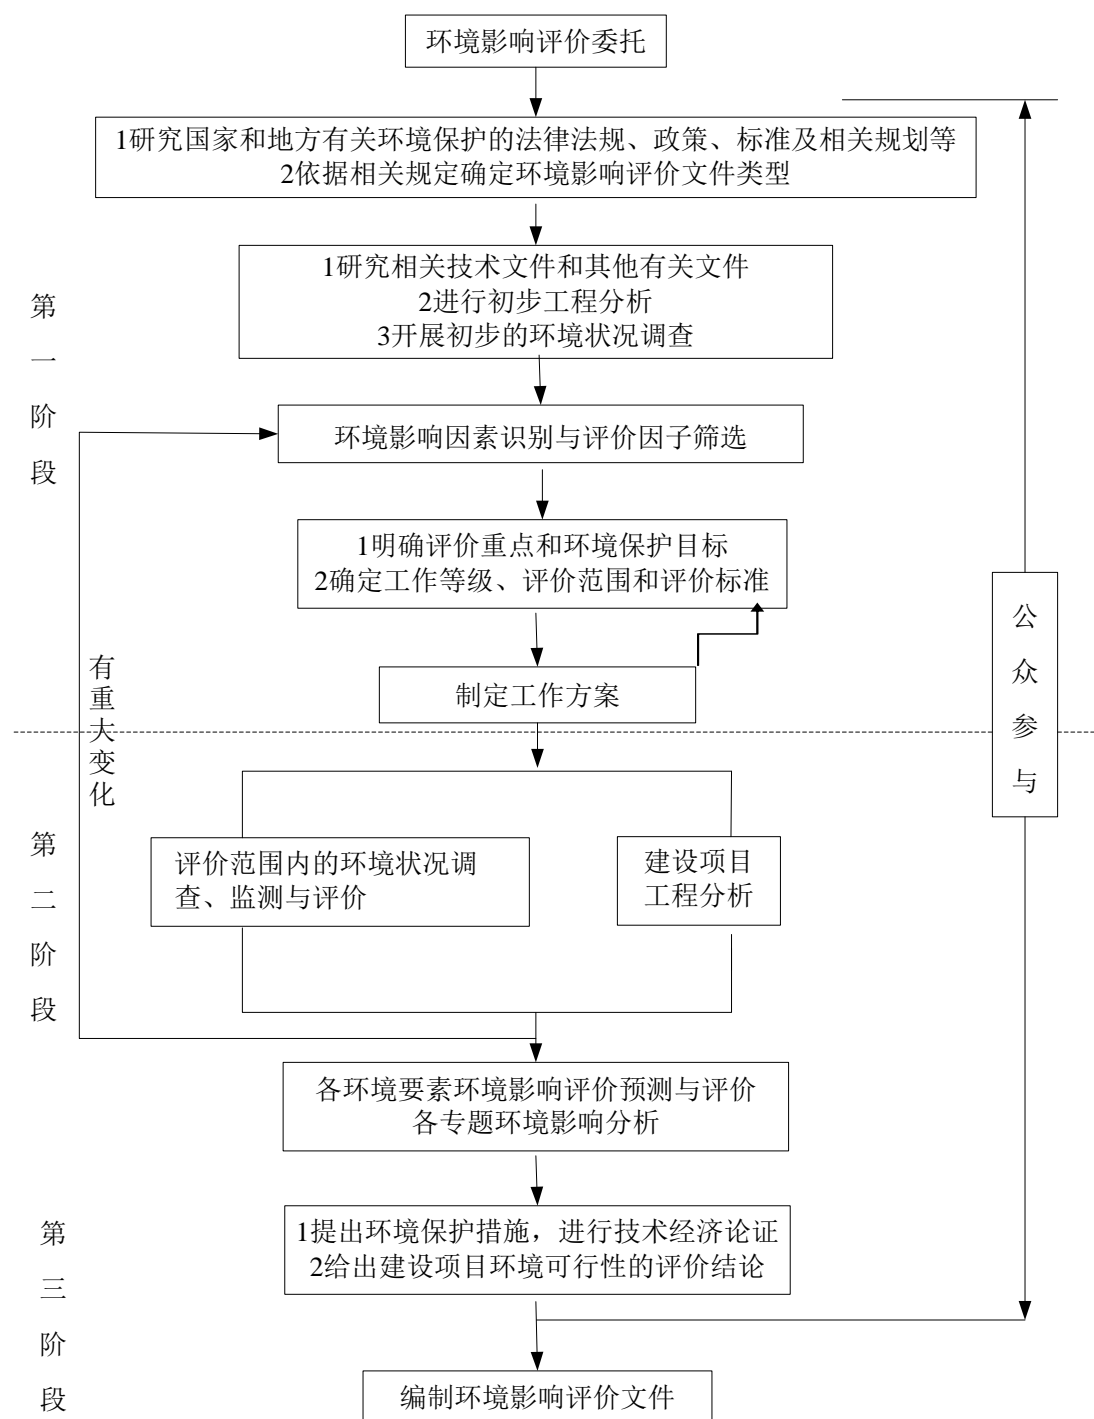 环境影响评价委托
1研究国家和地方有关环境保护的法律法规、政策、标准及相关规划等
2依据相关规定确定环境影响评价文件类型
1研究相关技术文件和其他有关文件
2进行初步工程分析
3开展初步的环境状况调查
第一阶段
环境影响因素识别与评价因子筛选
1明确评价重点和环境保护目标
2确定工作等级、评价范围和评价标准
公众参与
有重大变化
制定工作方案
第二阶段
评价范围内的环境状况调
查、监测与评价
建设项目
工程分析
各环境要素环境影响评价预测与评价
各专题环境影响分析
第三阶段
1提出环境保护措施，进行技术经济论证
2给出建设项目环境可行性的评价结论
编制环境影响评价文件